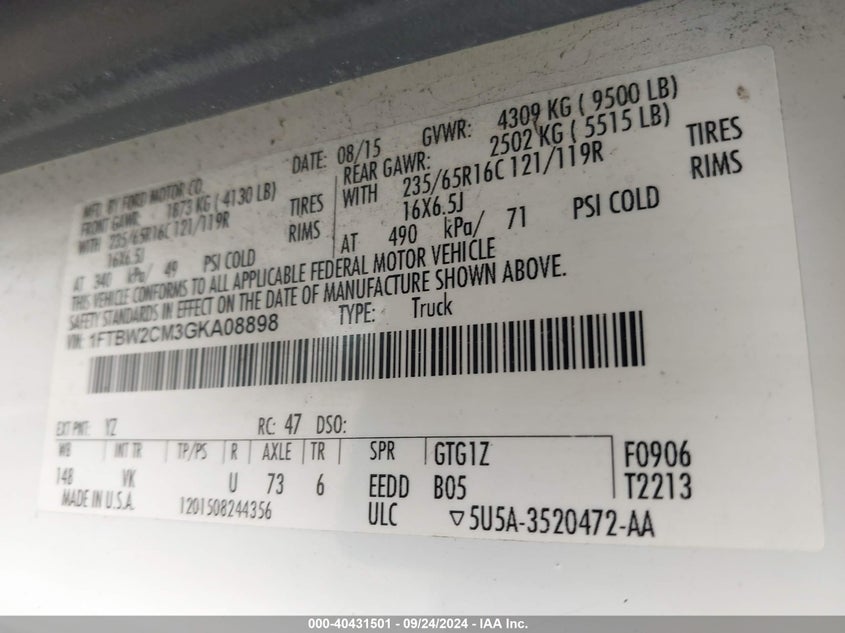 MFD. BY FORD MOTOR CO.
DATE: 08/15 GVWR: 4309 KG ( 9500 LB)
FRONT GAWR: 1873 KG ( 4130 LB)
REAR GAWR: 2502 KG ( 5515 LB)
WITH 235/65R16C 121/119R TIRES
WITH 235/65R16C 121/119R TIRES
16X6.5J RIMS
16X6.5J RIMS
AT 340 kPa/ 49 PSI COLD
AT 490 kPa/ 71 PSI COLD
THIS VEHICLE CONFORMS TO ALL APPLICABLE FEDERAL MOTOR VEHICLE
SAFETY STANDARDS IN EFFECT ON THE DATE OF MANUFACTURE SHOWN ABOVE.
VIN: 1FTBW2CM3GKA08898 TYPE: Truck
EXT PNT: YZ RC: 47 DSO:
WB INT TR TP/PS R AXLE TR SPR GTG1Z F0906
148 VK U 73 6 EEDD B05 T2213
MADE IN U.S.A. 1201508244356 ULC ▽5U5A-3520472-AA
000-40431501 - 09/24/2024 - IAA Inc.